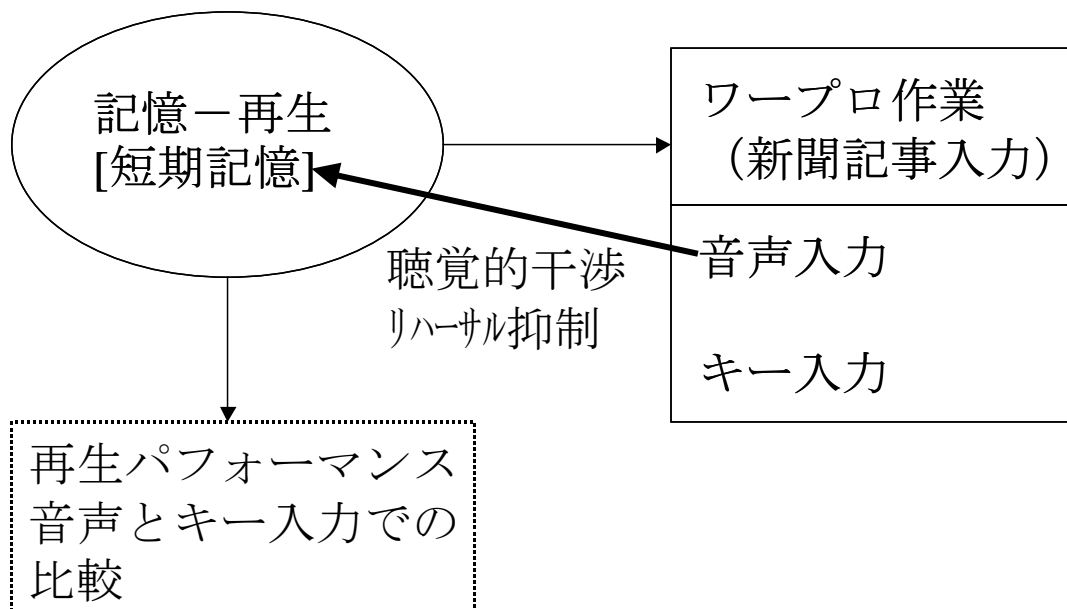 記憶－再生
[短期記憶]
ワープロ作業
（新聞記事入力）
音声入力
キー入力
聴覚的干渉
ﾘﾊｰｻﾙ抑制
再生パフォーマンス
音声とキー入力での
比較